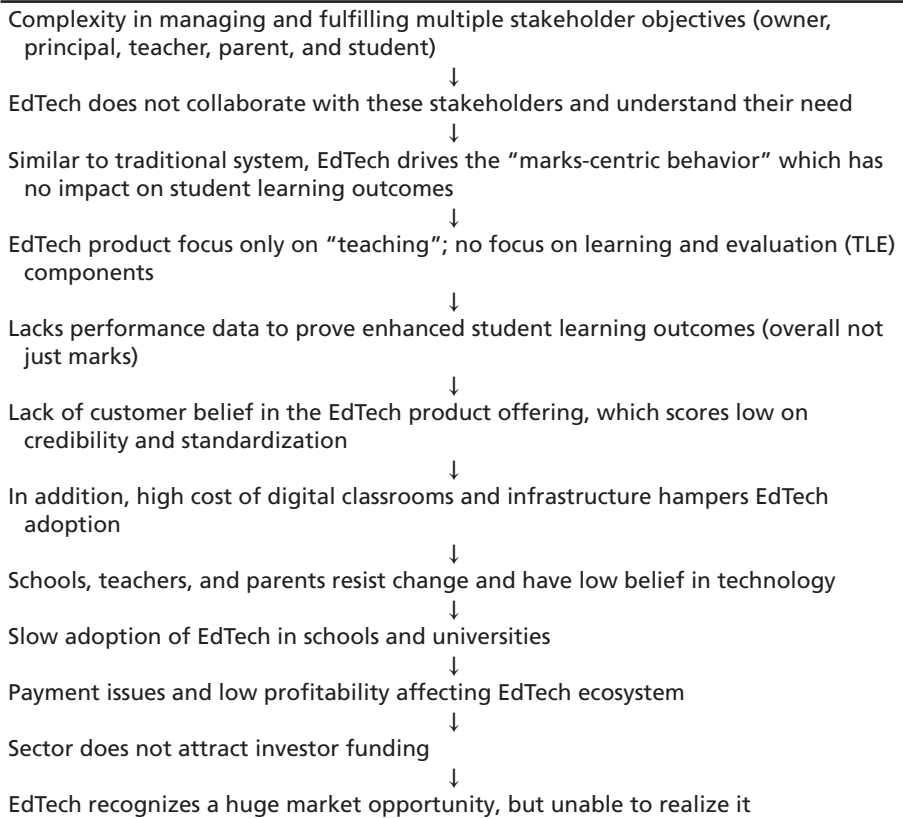 Complexity in managing and fulfilling multiple stakeholder objectives (owner,
principal, teacher, parent, and student)
↓
EdTech does not collaborate with these stakeholders and understand their need
↓
Similar to traditional system, EdTech drives the “marks-centric behavior” which has
no impact on student learning outcomes
↓
EdTech product focus only on “teaching”; no focus on learning and evaluation (TLE)
components
↓
Lacks performance data to prove enhanced student learning outcomes (overall not
just marks)
↓
Lack of customer belief in the EdTech product offering, which scores low on
credibility and standardization
↓
In addition, high cost of digital classrooms and infrastructure hampers EdTech
adoption
↓
Schools, teachers, and parents resist change and have low belief in technology
↓
Slow adoption of EdTech in schools and universities
↓
Payment issues and low profitability affecting EdTech ecosystem
↓
Sector does not attract investor funding
↓
EdTech recognizes a huge market opportunity, but unable to realize it